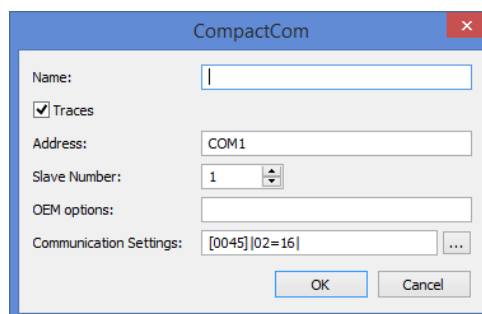 CompactCom
Name:
Traces
Address: COM1
Slave Number: 1
OEM options:
Communication Settings: [0045]|02=16| ...
OK Cancel